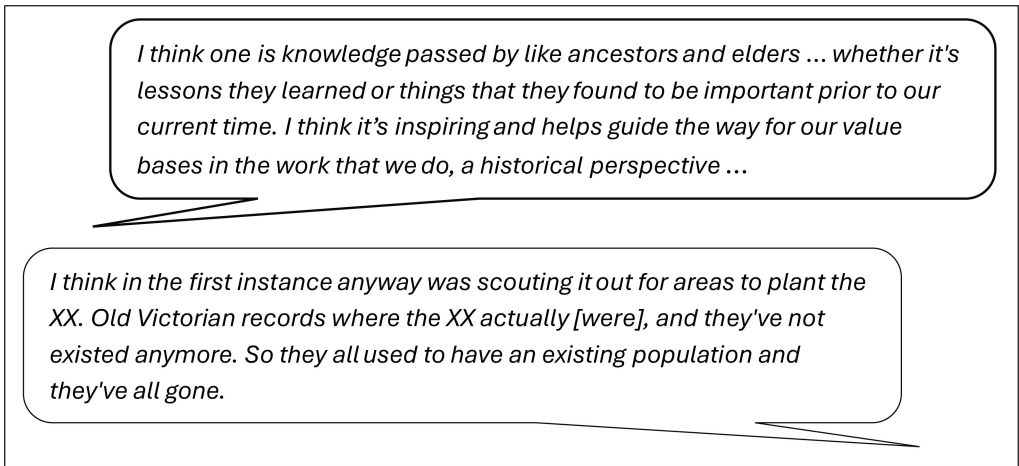 I think one is knowledge passed by like ancestors and elders ... whether it's
lessons they learned or things that they found to be important prior to our
current time. I think it’s inspiring and helps guide the way for our value
bases in the work that we do, a historical perspective ...
I think in the first instance anyway was scouting it out for areas to plant the
XX. Old Victorian records where the XX actually [were], and they've not
existed anymore. So they all used to have an existing population and
they've all gone.